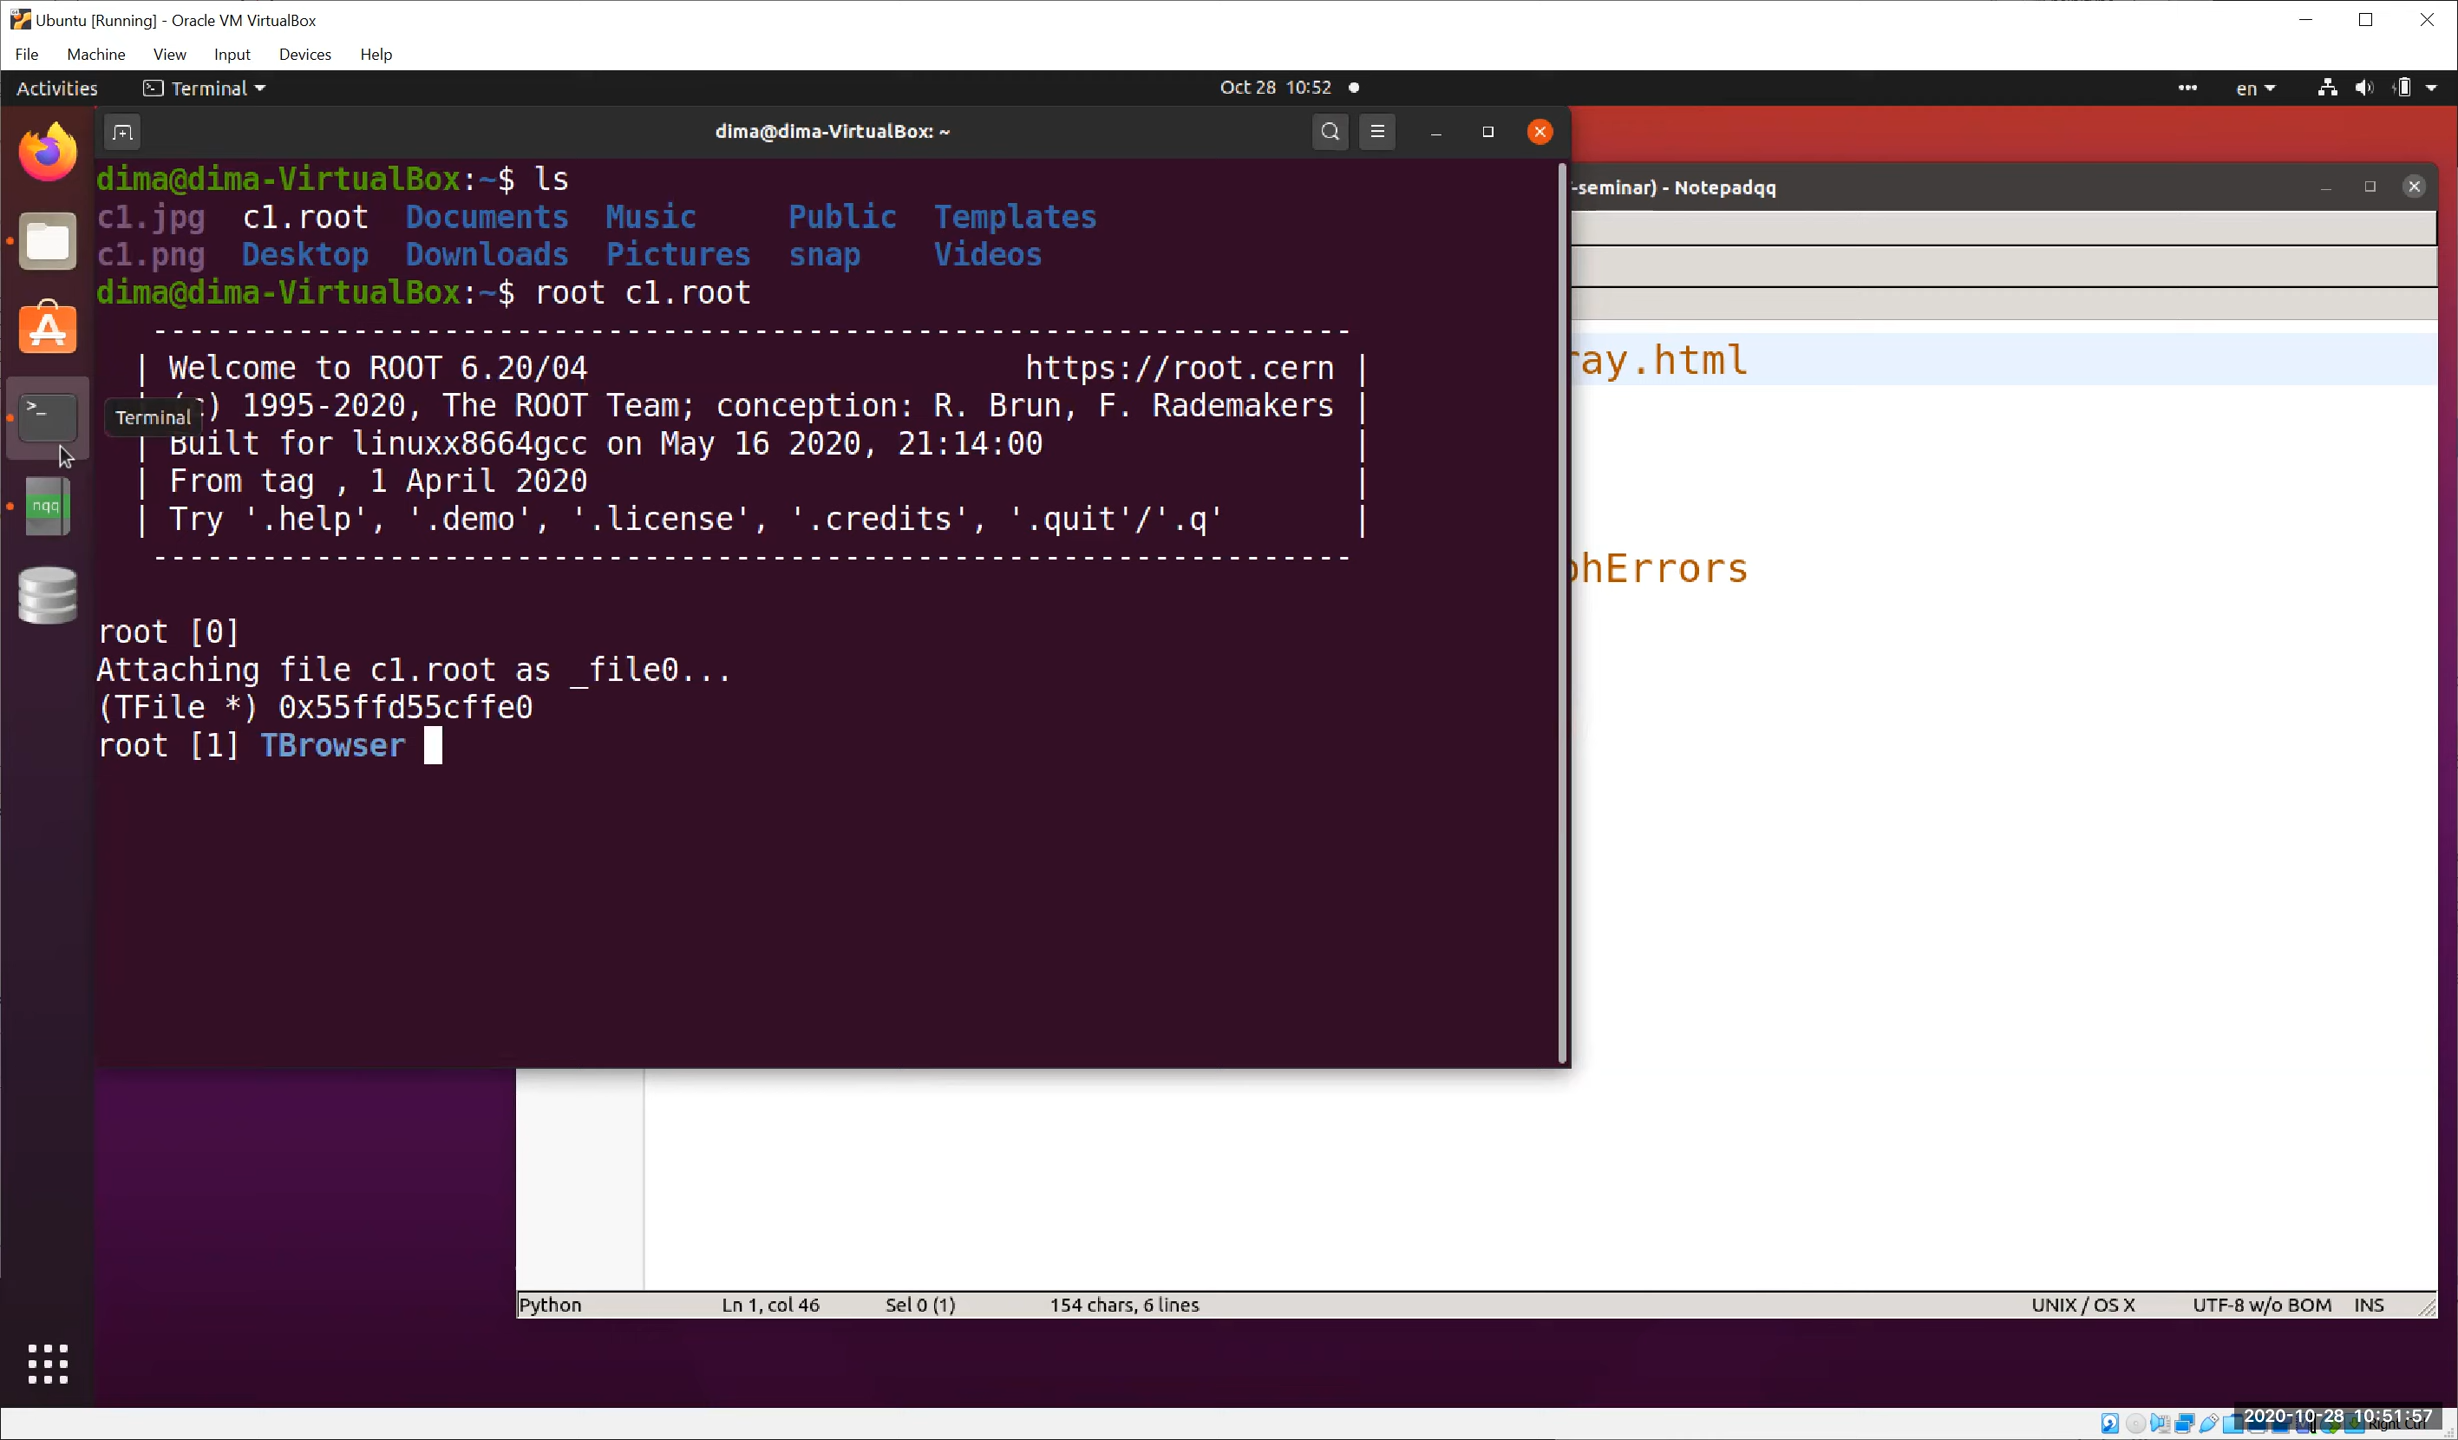 Ubuntu [Running] - Oracle VM VirtualBox
File Machine View Input Devices Help
Activities Terminal Oct 28 10:52 en
dima@dima-VirtualBox: ~
-seminar) - Notepadqq
dima@dima-VirtualBox:~$ ls
c1.jpg c1.root Documents Music Public Templates
c1.png Desktop Downloads Pictures snap Videos
dima@dima-VirtualBox:~$ root c1.root
------------------------------------------------------------------
| Welcome to ROOT 6.20/04 https://root.cern |
) 1995-2020, The ROOT Team; conception: R. Brun, F. Rademakers |
| Built for linuxx8664gcc on May 16 2020, 21:14:00 |
| From tag , 1 April 2020 |
| Try '.help', '.demo', '.license', '.credits', '.quit'/'.q' |
------------------------------------------------------------------
root [0]
Attaching file c1.root as _file0...
(TFile *) 0x55ffd55cffe0
root [1] TBrowser
Terminal
nqq
ray.html
phErrors
Python Ln 1, col 46 Sel 0 (1) 154 chars, 6 lines UNIX / OS X UTF-8 w/o BOM INS
2020-10-28 10:51:57
Right Ctrl